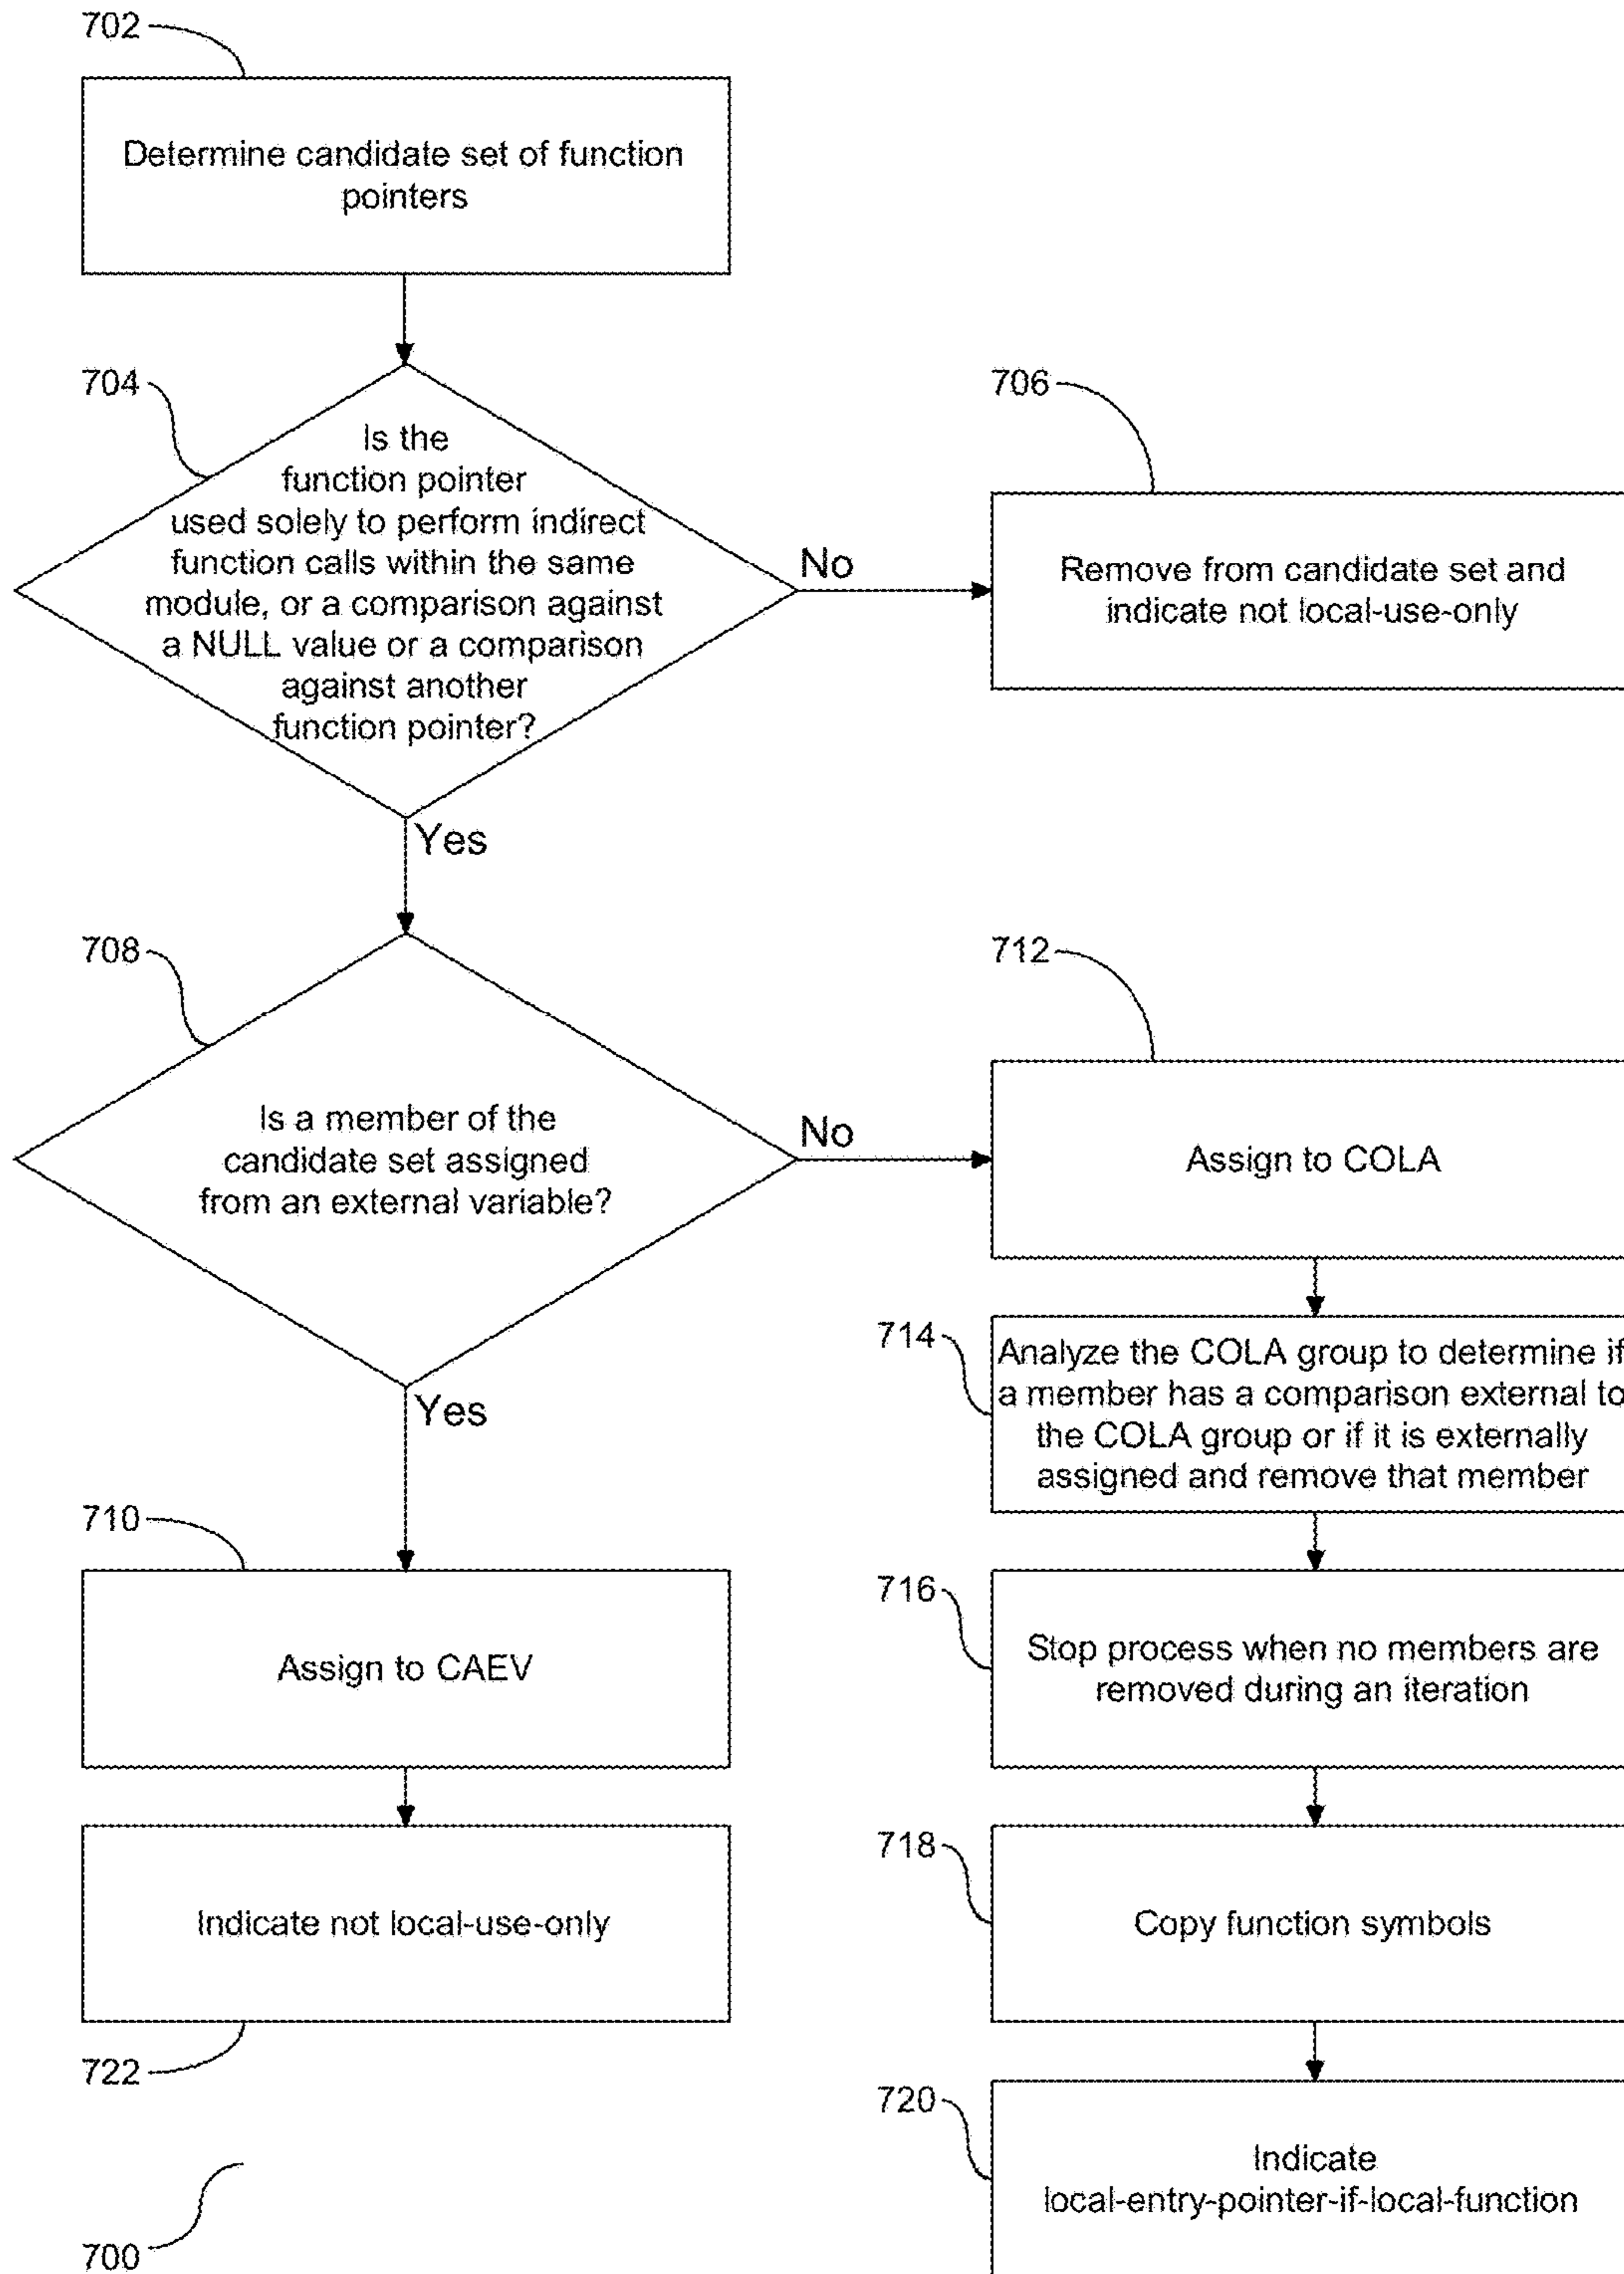 702
Determine candidate set of function
pointers
704
Is the
function pointer
used solely to perform indirect
function calls within the same
module, or a comparison against
a NULL value or a comparison
against another
function pointer?
No
706
Remove from candidate set and
indicate not local-use-only
Yes
708
Is a member of the
candidate set assigned
from an external variable?
No
712
Assign to COLA
714
Analyze the COLA group to determine if
a member has a comparison external to
the COLA group or if it is externally
assigned and remove that member
Yes
710
Assign to CAEV
716
Stop process when no members are
removed during an iteration
Indicate not local-use-only
722
718
Copy function symbols
720
Indicate
local-entry-pointer-if-local-function
700